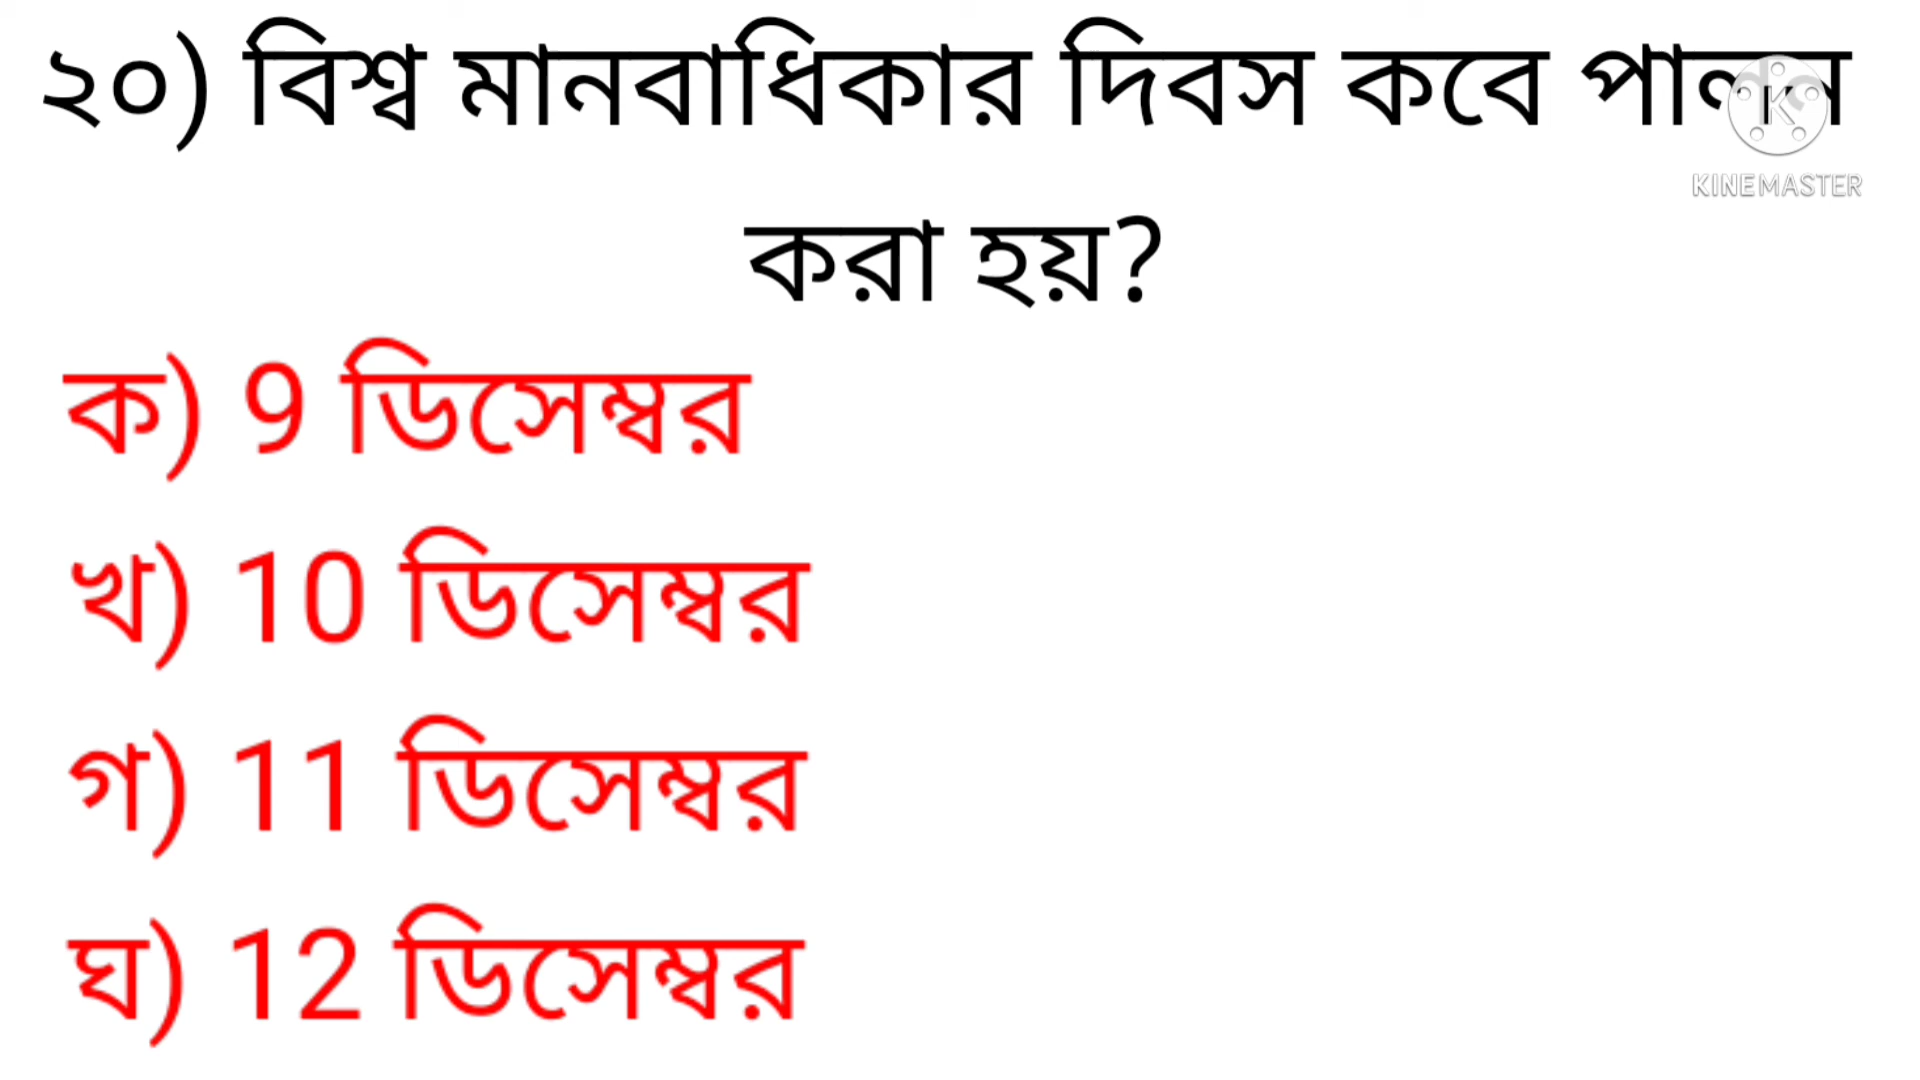 ২০) বিশ্ব মানবাধিকার দিবস কবে পালন
KINEMASTER
করা হয়?
ক) 9 ডিসেম্বর
খ) 10 ডিসেম্বর
গ) 11 ডিসেম্বর
ঘ) 12 ডিসেম্বর